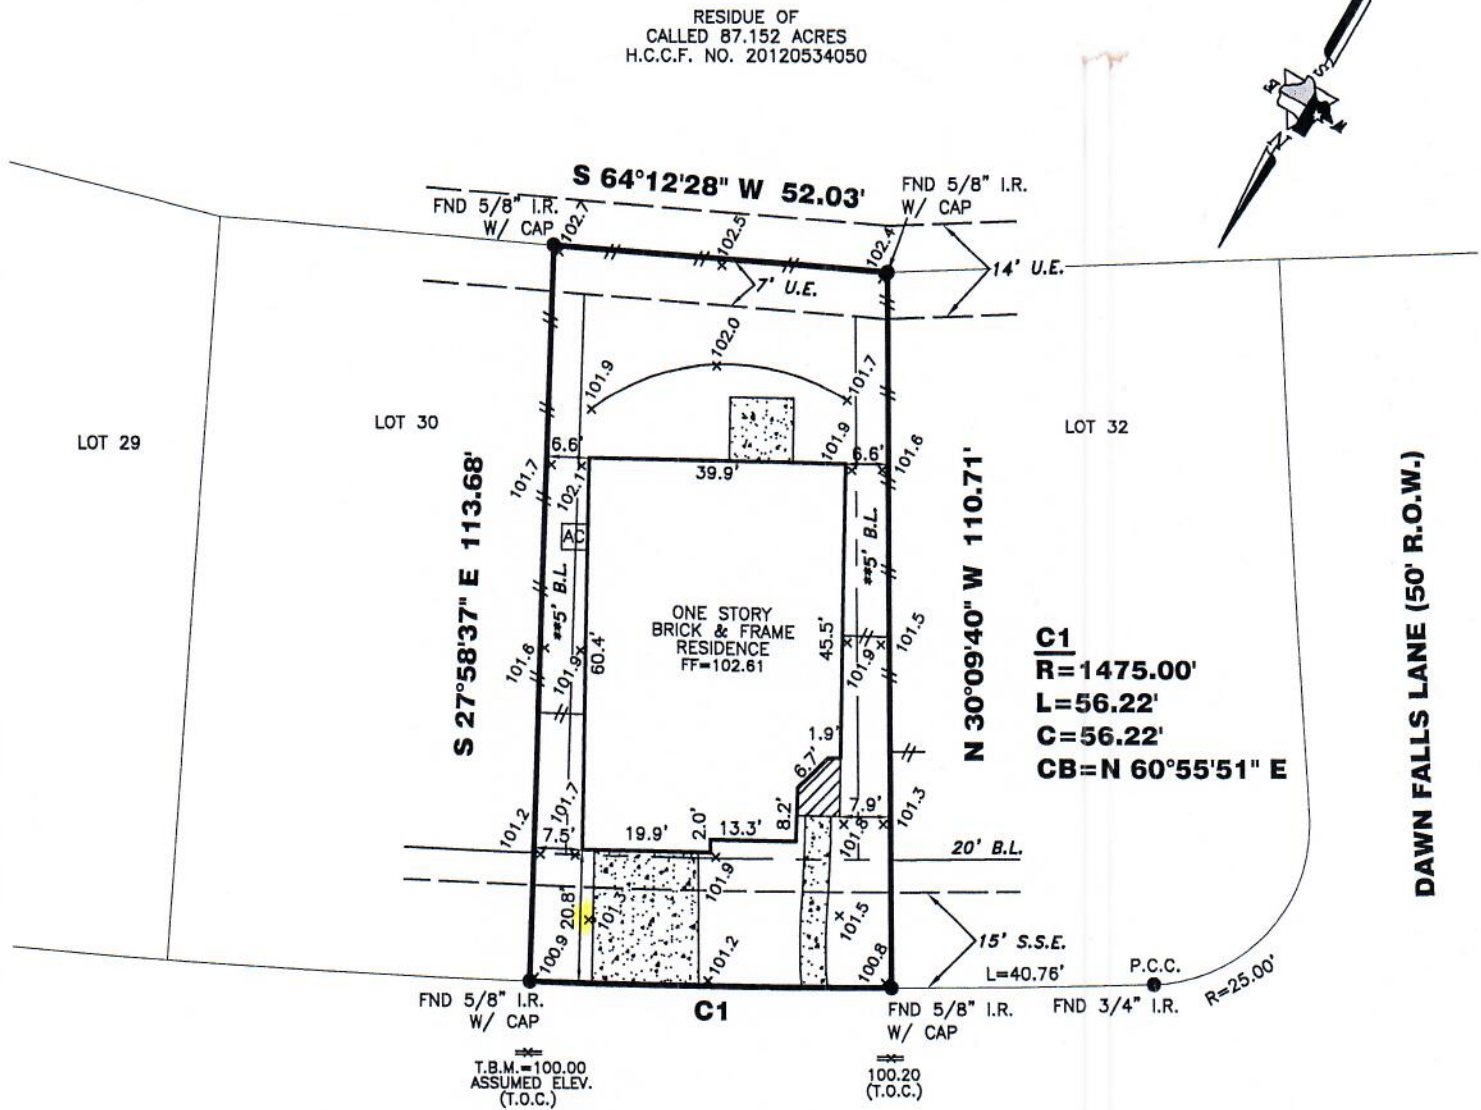 RESIDUE OF
CALLED 87.152 ACRES
H.C.C.F. NO. 20120534050
E
S
N
W
S 64°12'28" W 52.03'
FND 5/8" I.R.
W/ CAP
FND 5/8" I.R.
W/ CAP
102.7
102.5
102.4
14' U.E.
7' U.E.
102.0
101.9
101.7
LOT 29
LOT 30
LOT 32
6.6'
39.9'
101.9
6.6'
101.6
101.7
102.1
AC
S 27°58'37" E 113.68'
N 30°09'40" W 110.71'
DAWN FALLS LANE (50' R.O.W.)
**5' B.L.
**5' B.L.
ONE STORY
BRICK & FRAME
RESIDENCE
FF=102.61
60.4'
45.5'
101.6
101.9
101.9
101.5
C1
R=1475.00'
L=56.22'
C=56.22'
CB=N 60°55'51" E
1.9'
6.7'
8.2'
7.9'
101.3
101.2
101.7
7.5'
19.9'
2.0'
13.3'
101.8
20' B.L.
101.9
20.8'
101.3
101.5
15' S.S.E.
100.9
101.2
100.8
L=40.76'
P.C.C.
R=25.00'
FND 5/8" I.R.
W/ CAP
C1
FND 5/8" I.R.
W/ CAP
FND 3/4" I.R.
T.B.M.=100.00
ASSUMED ELEV.
(T.O.C.)
100.20
(T.O.C.)